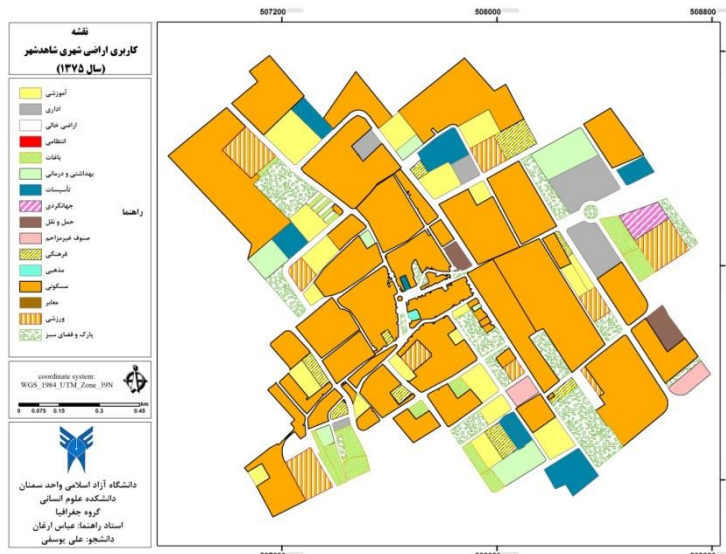 507200
508000
508800
نقشه
کاربری اراضی شهری شاهدشهر
(سال ۱۳۷۵)
آموزشی
اداری
اراضی خالی
انتظامی
باغات
بهداشتی و درمانی
تأسیسات
جهانگردی
حمل و نقل
صنوف غیرمزاحم
فرهنگی
مذهبی
مسکونی
معابر
ورزشی
پارک و فضای سبز
راهنما
coordinate system:
WGS_1984_UTM_Zone_39N
km
0 0.075 0.15 0.3 0.45
دانشگاه آزاد اسلامی واحد سمنان
دانشکده علوم انسانی
گروه جغرافیا
استاد راهنما: عباس ارغان
دانشجو: علی یوسفی